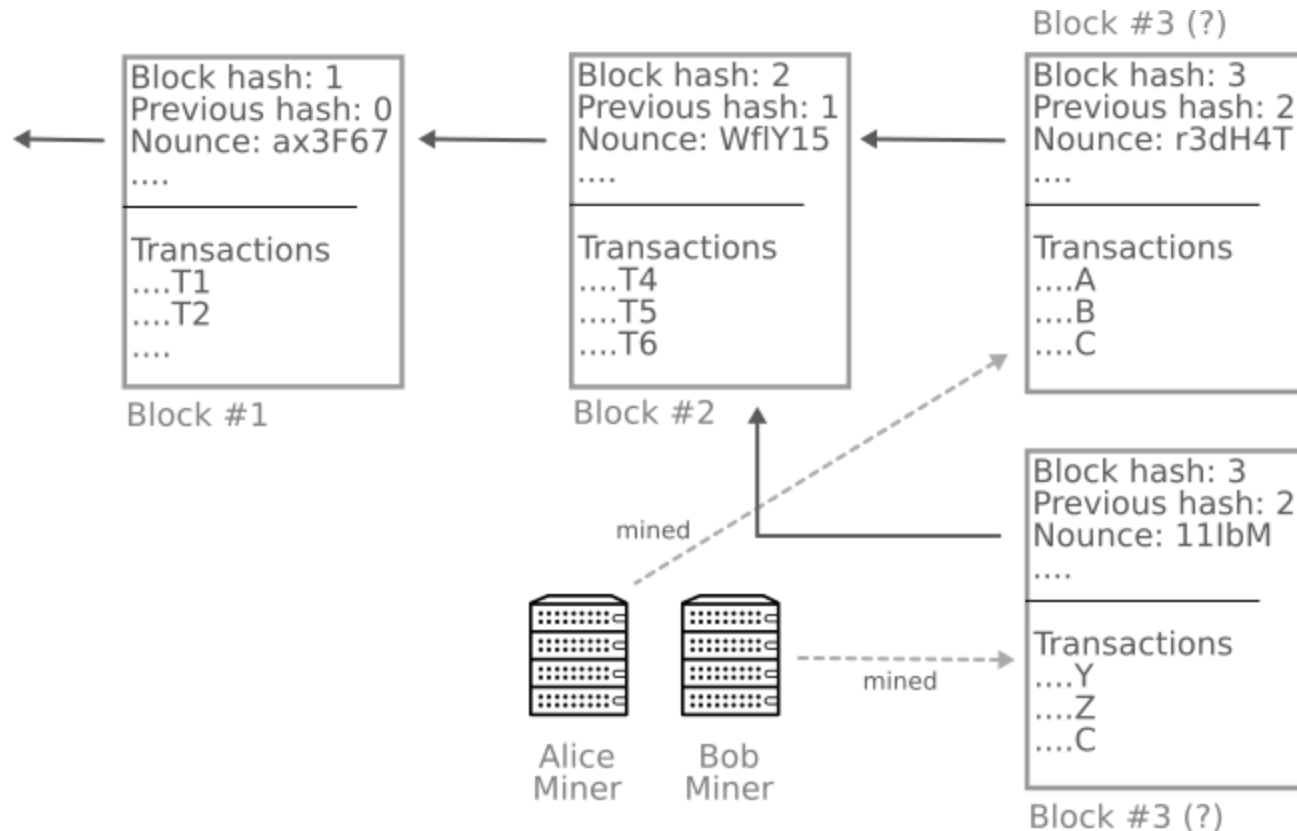 Block #3 (?)
Block hash: 1
Previous hash: 0
Nounce: ax3F67
....
Transactions
....T1
....T2
....
Block #1
Block hash: 2
Previous hash: 1
Nounce: WflY15
....
Transactions
....T4
....T5
....T6
Block #2
Block hash: 3
Previous hash: 2
Nounce: r3dH4T
....
Transactions
....A
....B
....C
mined
Block hash: 3
Previous hash: 2
Nounce: 11IbM
....
Transactions
....Y
....Z
....C
mined
Alice
Miner
Bob
Miner
Block #3 (?)